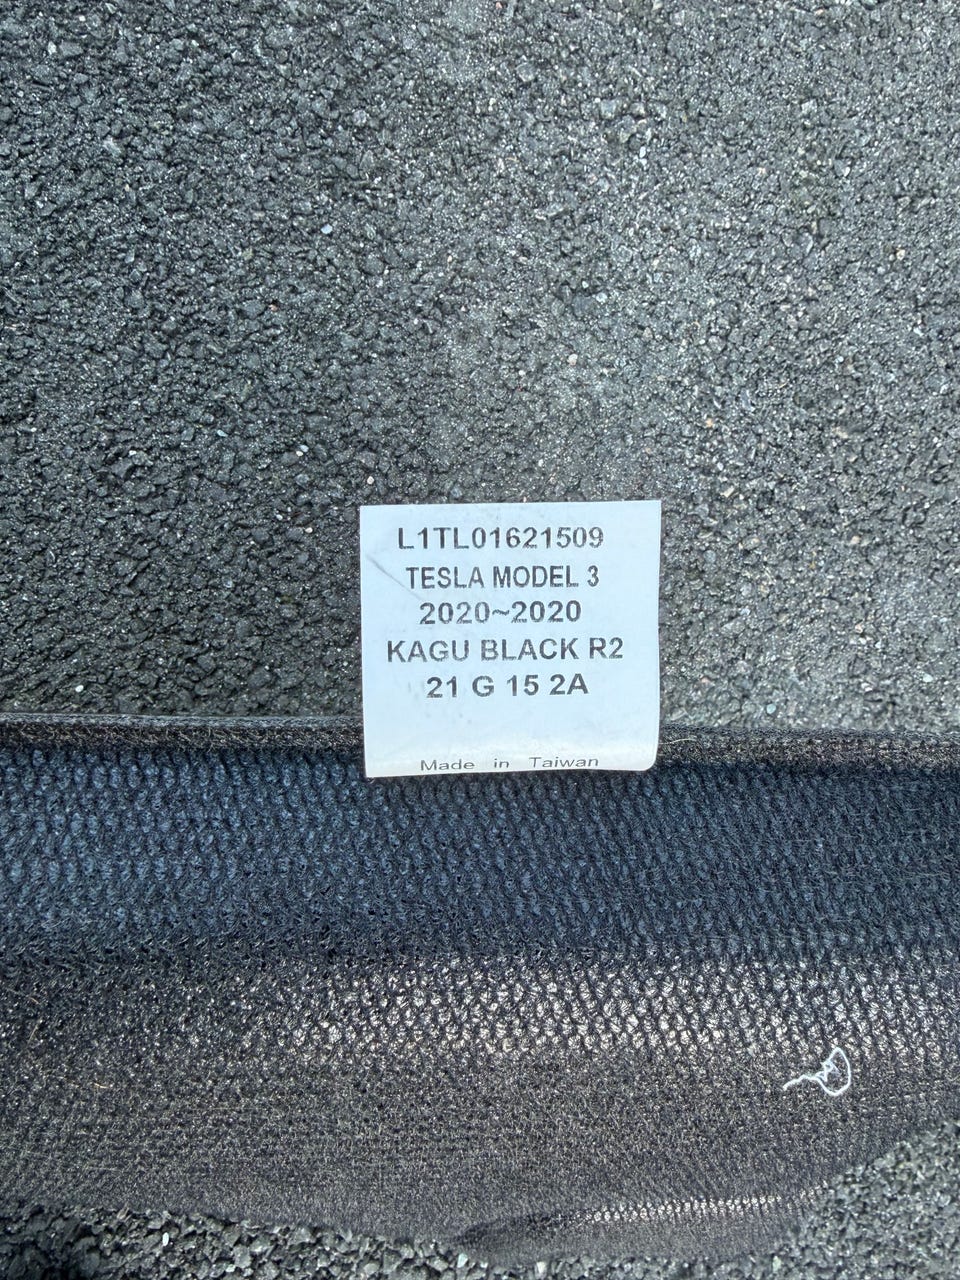 L1TL01621509
TESLA MODEL 3
2020~2020
KAGU BLACK R2
21 G 15 2A
Made in Taiwan